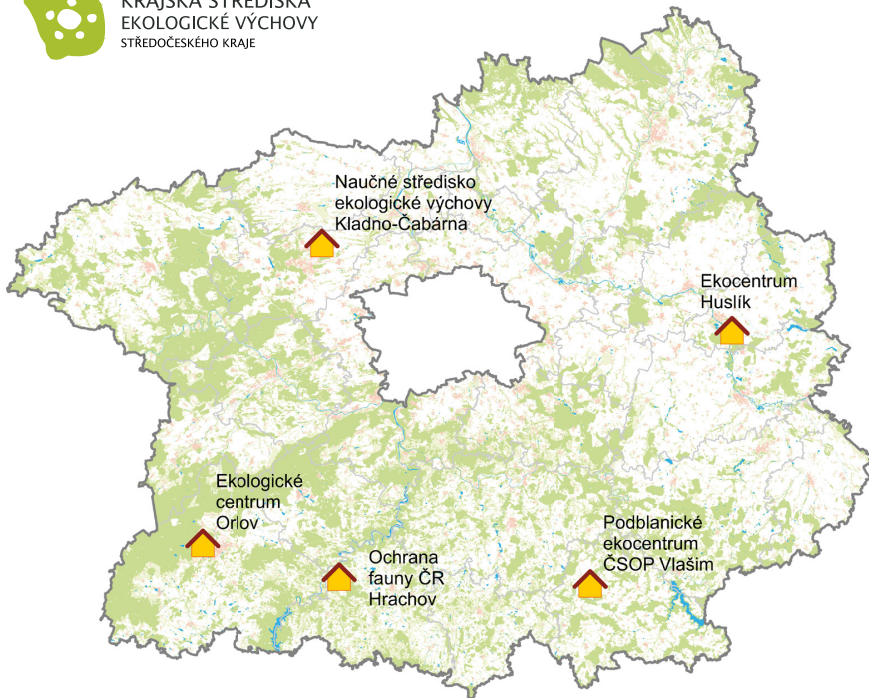 KRAJSKÁ STŘEDISKA
EKOLOGICKÉ VÝCHOVY
STŘEDOČESKÉHO KRAJE
Naučné středisko
ekologické výchovy
Kladno-Čabárna
Ekocentrum
Huslík
Ekologické
centrum
Orlov
Ochrana
fauny ČR
Hrachov
Podblanické
ekocentrum
ČSOP Vlašim